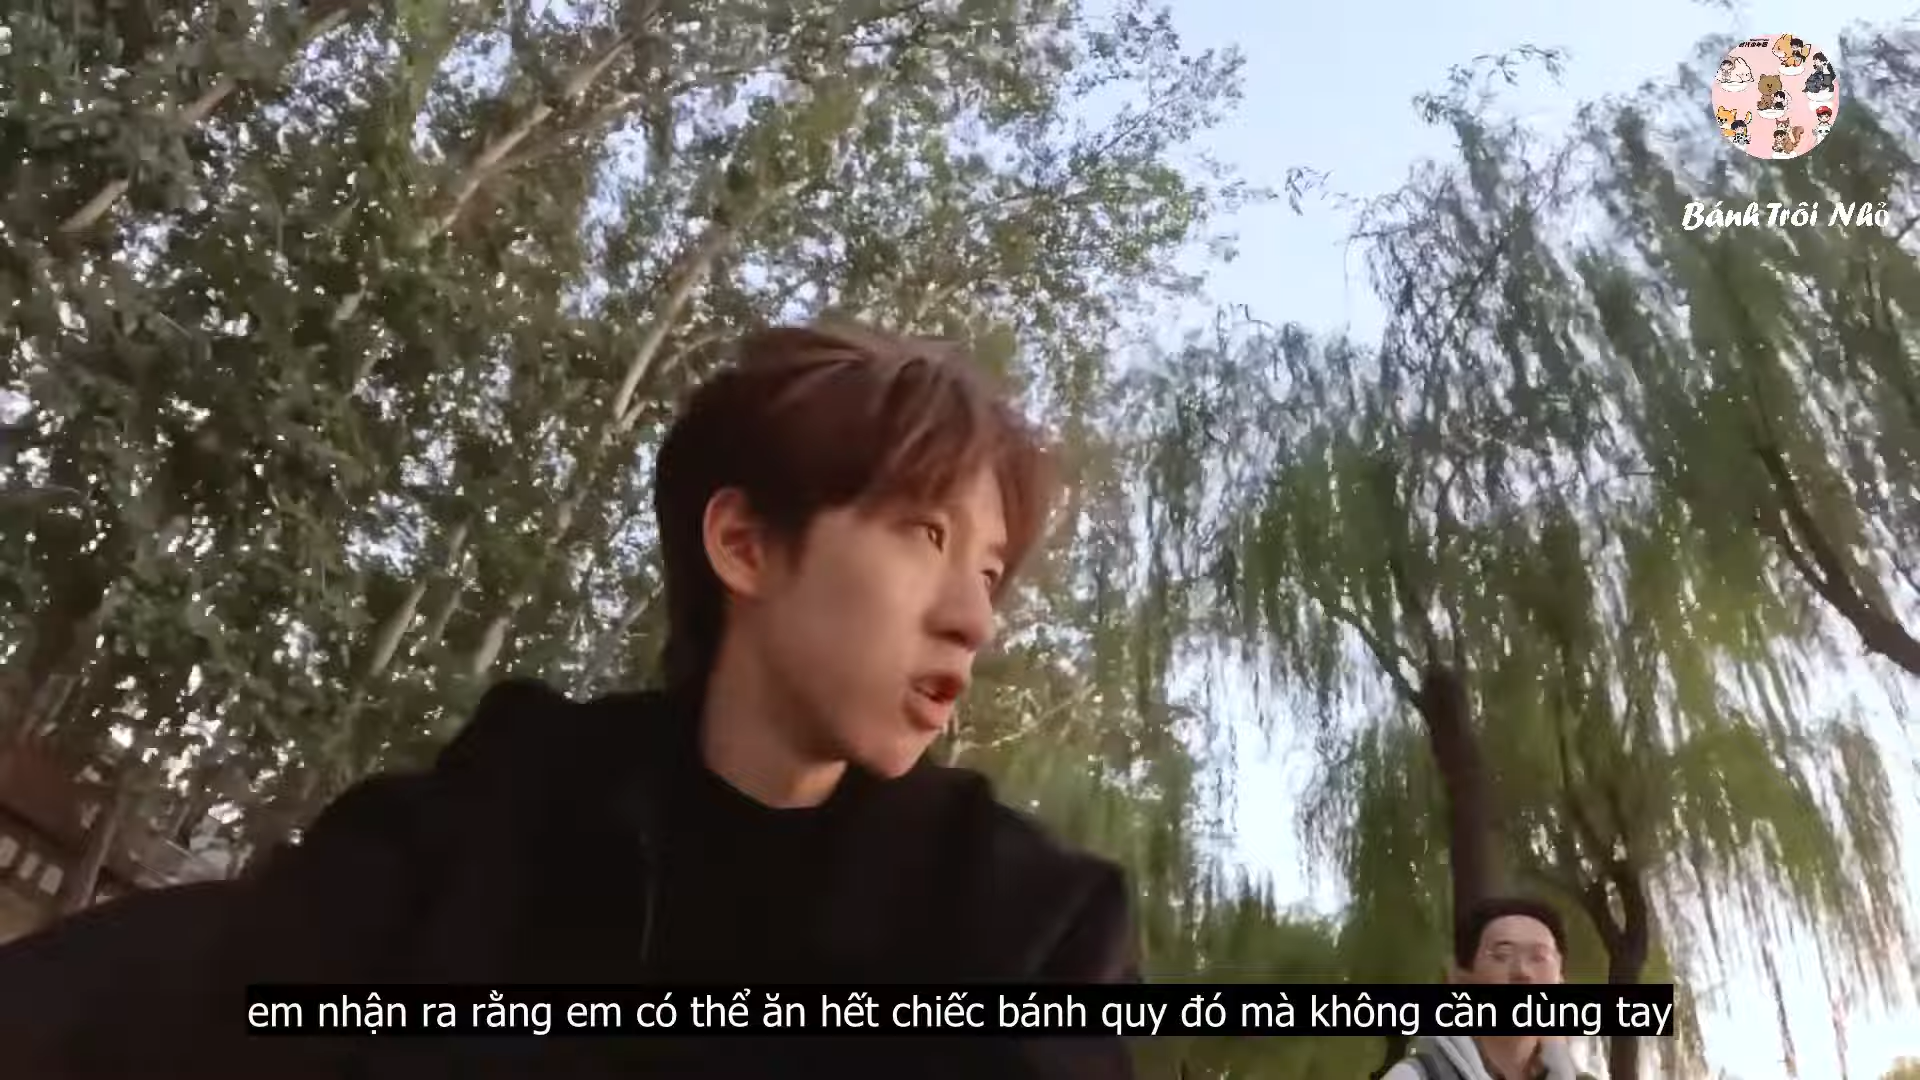 Bánh Trôi Nhỏ
em nhận ra rằng em có thể ăn hết chiếc bánh quy đó mà không cần dùng tay